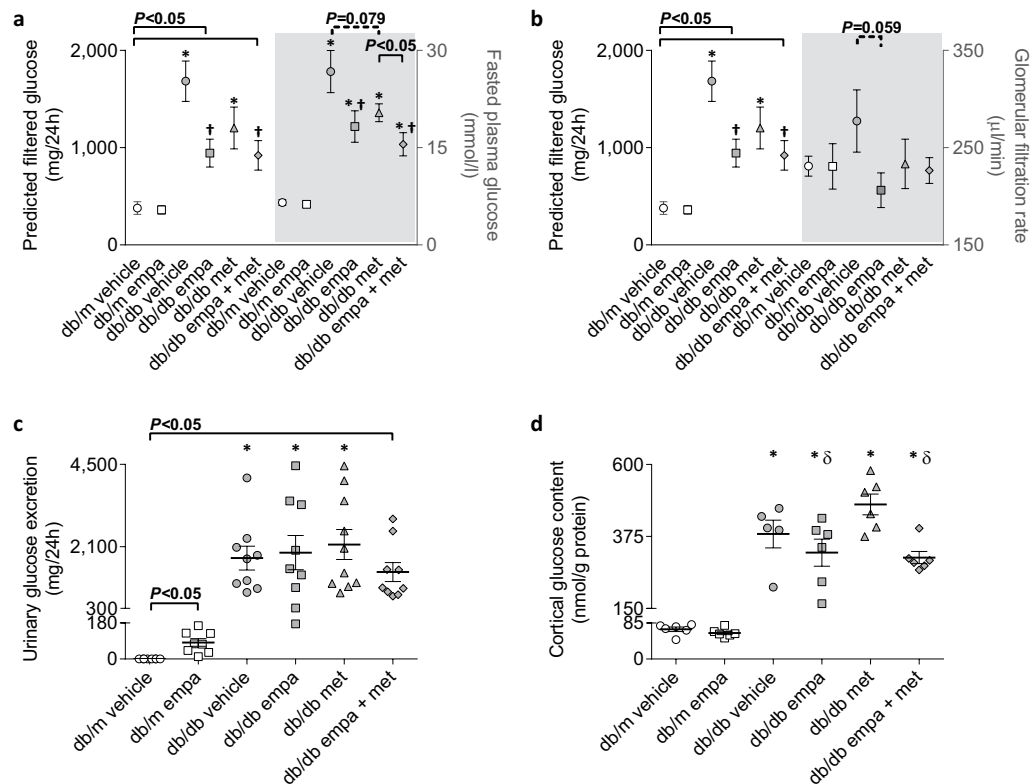 a
P<0.05
P=0.079
P<0.05
2,000
1,000
0
Predicted filtered glucose
(mg/24h)
30
15
0
Fasted plasma glucose
(mmol/l)
* † * † * *† * *†
db/m vehicle
db/m empa
db/db vehicle
db/db empa
db/db met
db/db empa + met
db/m vehicle
db/m empa
db/db vehicle
db/db empa
db/db met
db/db empa + met
b
P<0.05
P=0.059
2,000
1,000
0
Predicted filtered glucose
(mg/24h)
350
250
150
Glomerular filtration rate
(µl/min)
* † * †
db/m vehicle
db/m empa
db/db vehicle
db/db empa
db/db met
db/db empa + met
db/m vehicle
db/m empa
db/db vehicle
db/db empa
db/db met
db/db empa + met
c
P<0.05
* * *
P<0.05
4,500
2,100
300
180
0
Urinary glucose excretion
(mg/24h)
db/m vehicle
db/m empa
db/db vehicle
db/db empa
db/db met
db/db empa + met
d
* * δ * * δ
600
375
150
85
0
Cortical glucose content
(nmol/g protein)
db/m vehicle
db/m empa
db/db vehicle
db/db empa
db/db met
db/db empa + met